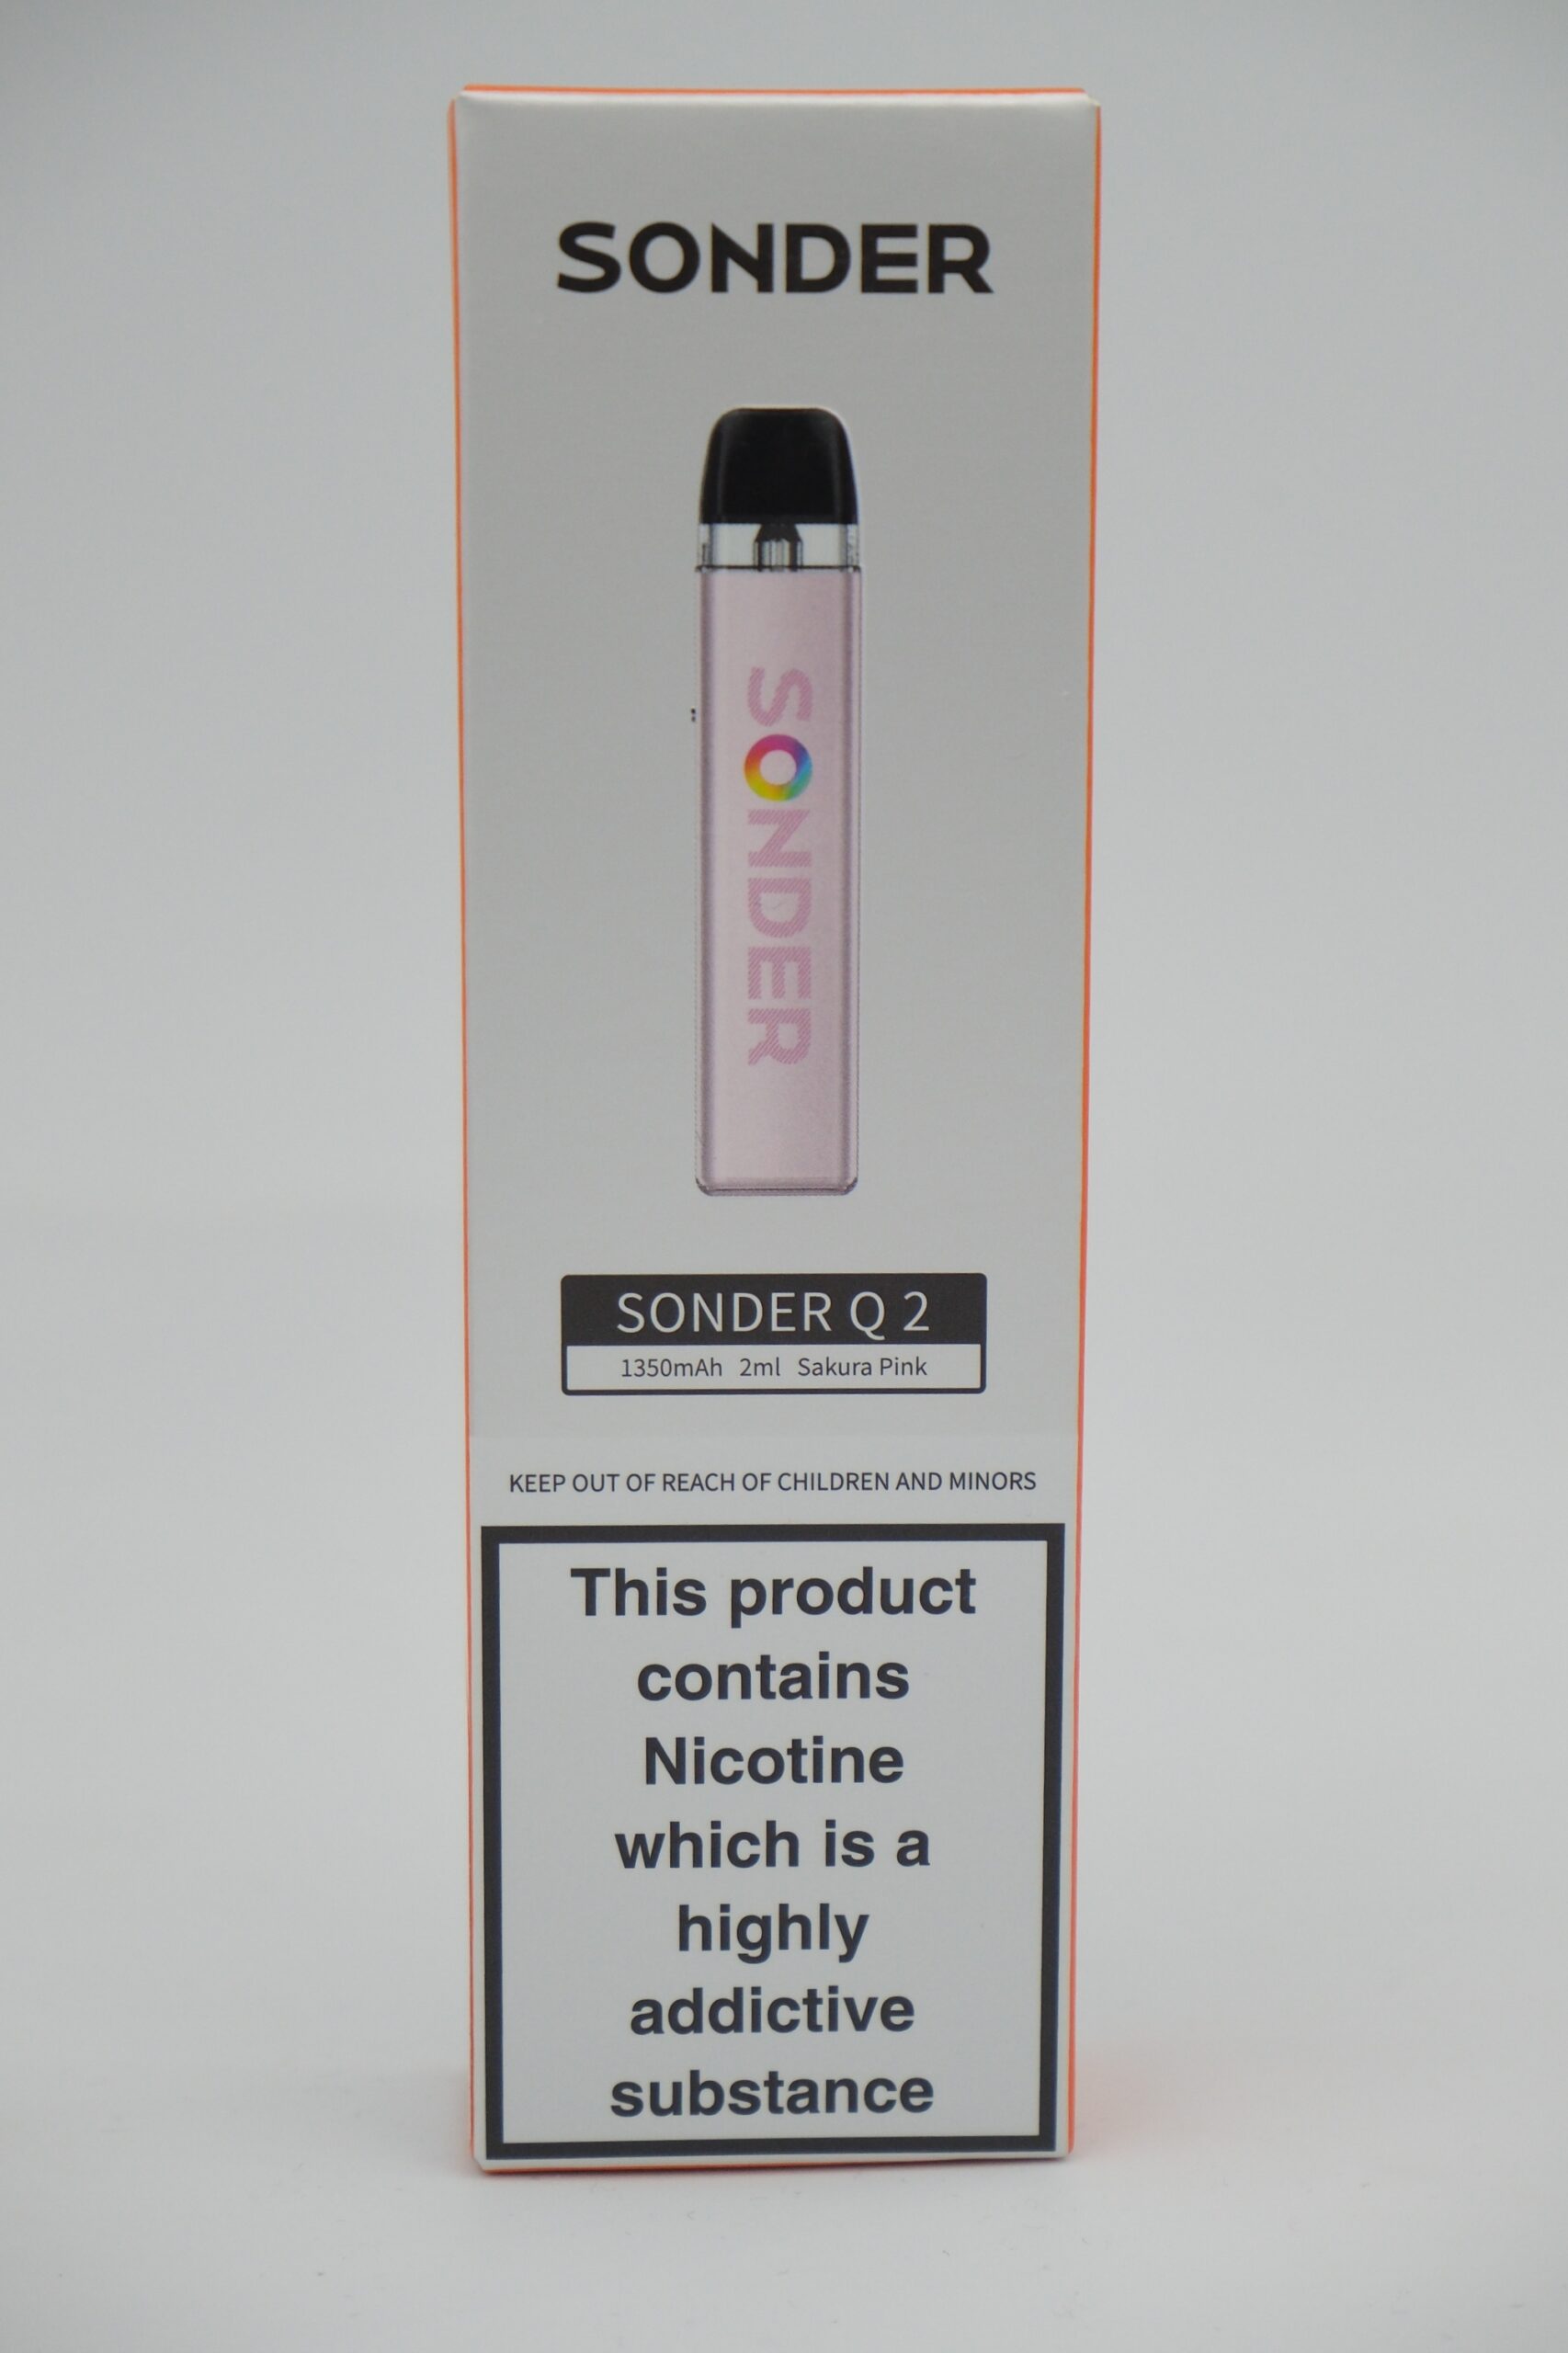 SONDER
SONDER
SONDER Q 2
1350mAh 2ml Sakura Pink
KEEP OUT OF REACH OF CHILDREN AND MINORS
This product
contains
Nicotine
which is a
highly
addictive
substance